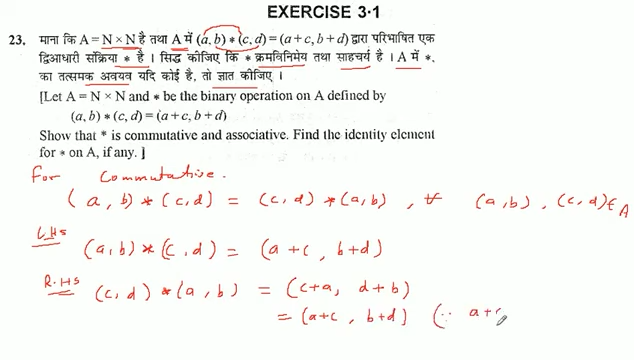 EXERCISE 3·1
23. माना कि A = N × N है तथा A में (a, b) * (c, d) = (a + c, b + d) द्वारा परिभाषित एक
द्विआधारी संक्रिया * है । सिद्ध कीजिए कि * क्रमविनिमेय तथा साहचर्य है । A में *,
का तत्समक अवयव यदि कोई है, तो ज्ञात कीजिए ।
[Let A = N × N and * be the binary operation on A defined by
(a, b) * (c, d) = (a + c, b + d)
Show that * is commutative and associative. Find the identity element
for * on A, if any. ]
For Commutative.
(a, b) * (c, d) = (c, d) * (a, b) , ∀ (a, b) , (c, d) ∈ A
LHS (a, b) * (c, d) = (a + c , b + d)
R.HS (c, d) * (a, b) = (c+a, d + b)
= (a+c, b+d) (∵ a+c